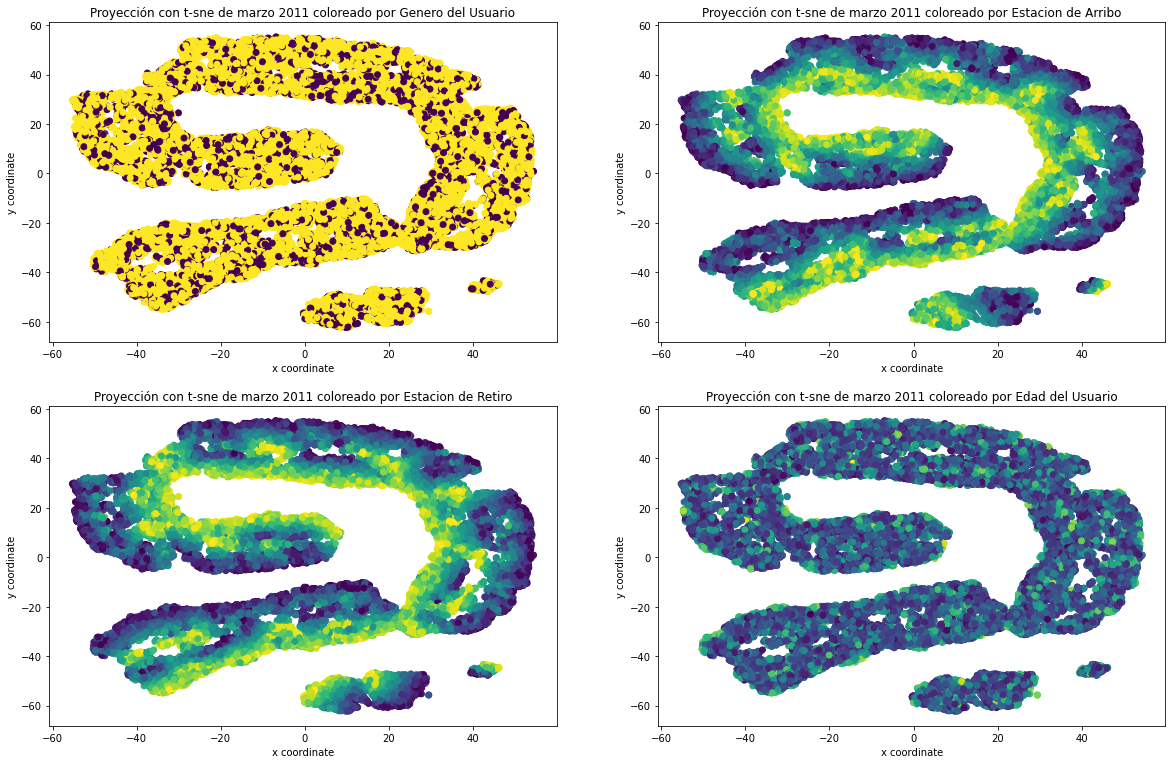 Proyección con t-sne de marzo 2011 coloreado por Genero del Usuario
60
40
20
0
−20
−40
−60
y coordinate
−60 −40 −20 0 20 40
x coordinate
Proyección con t-sne de marzo 2011 coloreado por Estacion de Arribo
60
40
20
0
−20
−40
−60
y coordinate
−60 −40 −20 0 20 40
x coordinate
Proyección con t-sne de marzo 2011 coloreado por Estacion de Retiro
60
40
20
0
−20
−40
−60
y coordinate
−60 −40 −20 0 20 40
x coordinate
Proyección con t-sne de marzo 2011 coloreado por Edad del Usuario
60
40
20
0
−20
−40
−60
y coordinate
−60 −40 −20 0 20 40
x coordinate